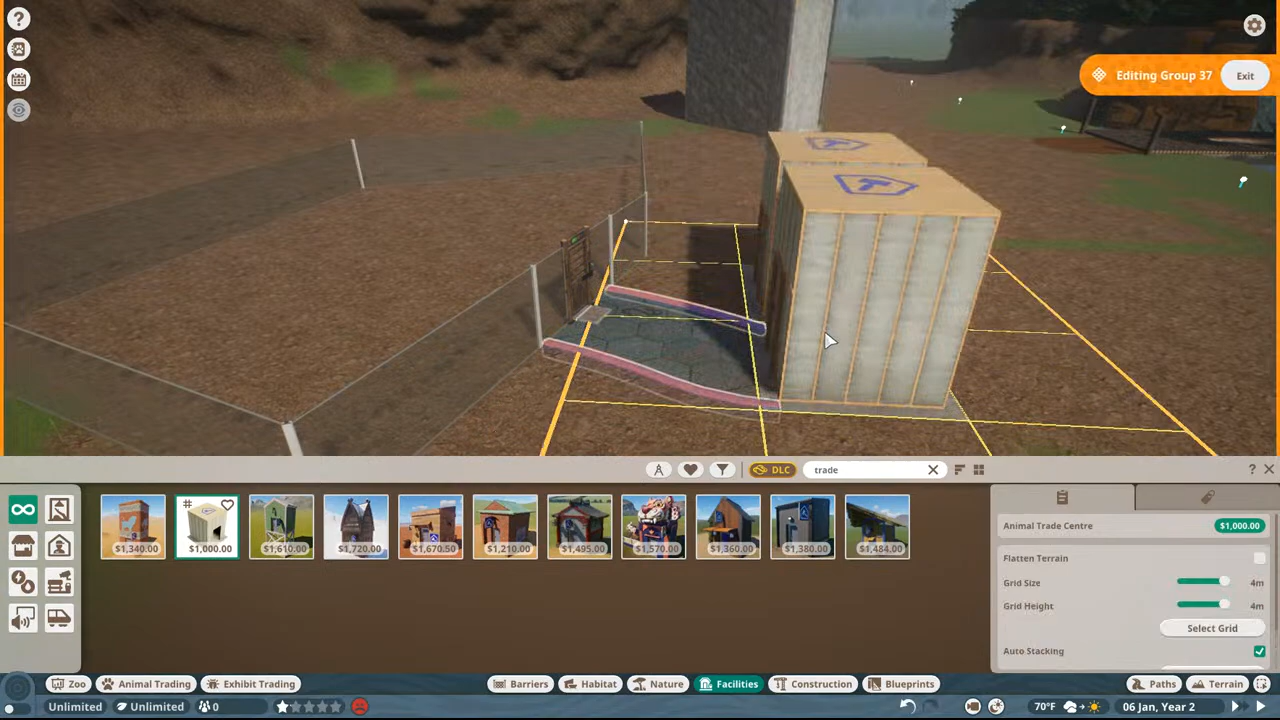 ?
Editing Group 37 Exit
DLC trade ?
$1,340.00 $1,000.00 $1,610.00 $1,720.00 $1,670.50 $1,210.00 $1,495.00 $1,570.00 $1,360.00 $1,380.00 $1,484.00
Animal Trade Centre $1,000.00
Flatten Terrain
Grid Size 4m
Grid Height 4m
Select Grid
Auto Stacking
Zoo Animal Trading Exhibit Trading Barriers Habitat Nature Facilities Construction Blueprints Paths Terrain
Unlimited Unlimited 0 70°F 06 Jan, Year 2